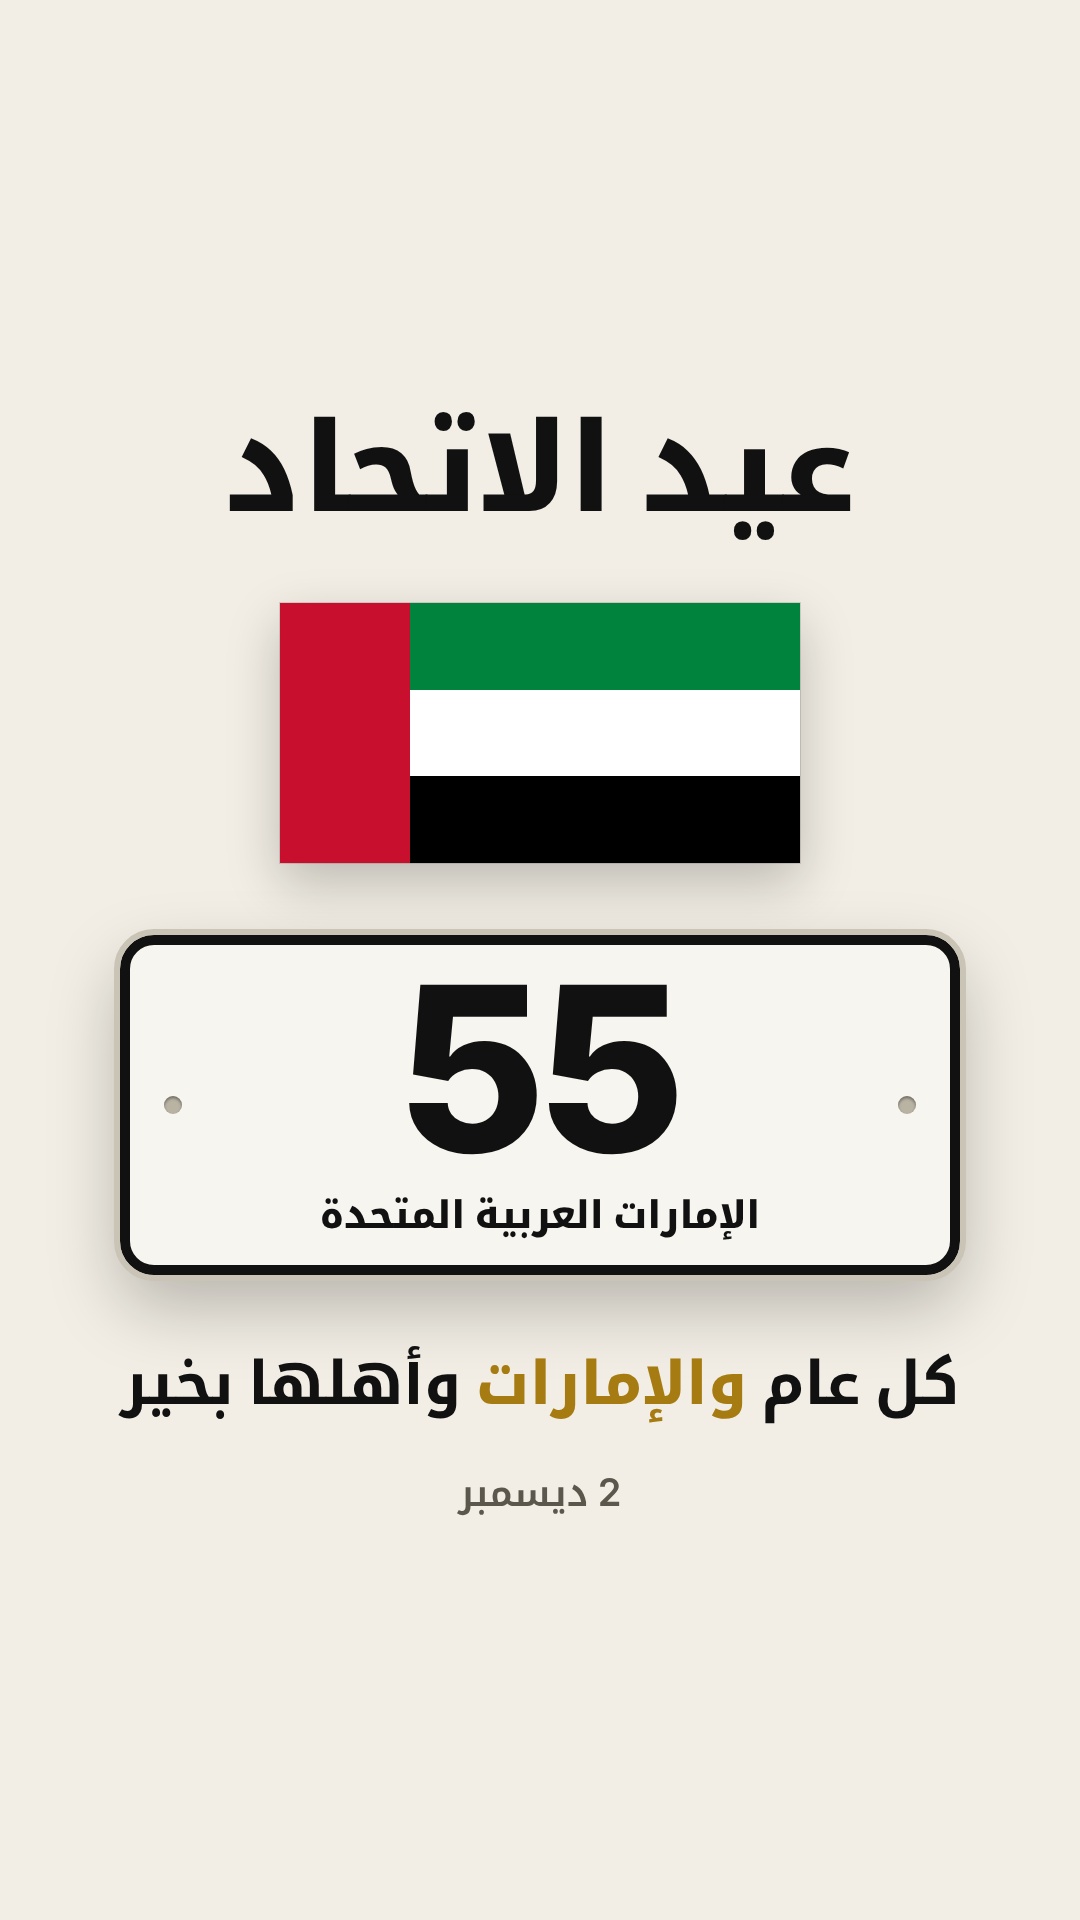 عيد الاتحاد
55
الإمارات العربية المتحدة
كل عام والإمارات وأهلها بخير
2 ديسمبر